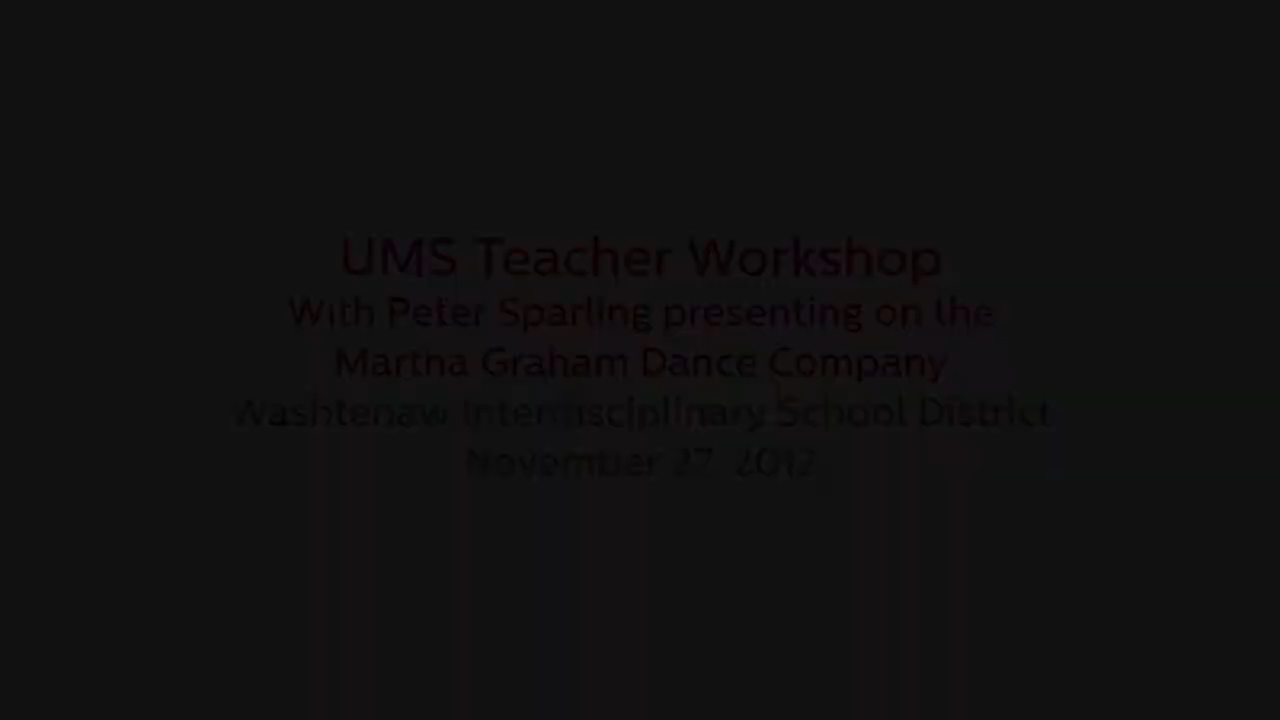 UMS Teacher Workshop
With Peter Sparling presenting on the
Martha Graham Dance Company
Washtenaw Interdisciplinary School District
November 27, 2012